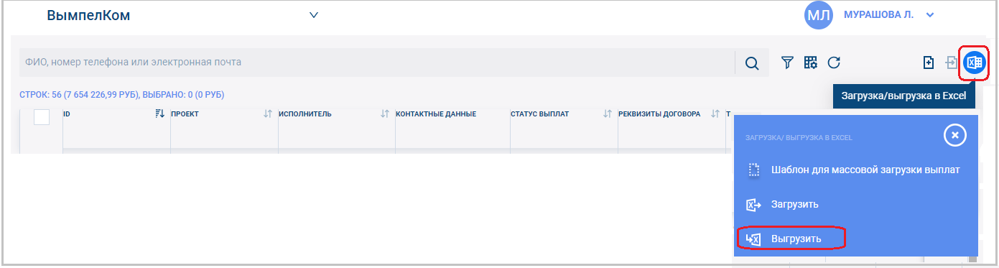 ВымпелКом
МЛ МУРАШОВА Л.
ФИО, номер телефона или электронная почта
СТРОК: 56 (7 654 226,99 РУБ), ВЫБРАНО: 0 (0 РУБ)
Загрузка/выгрузка в Excel
ID ПРОЕКТ ИСПОЛНИТЕЛЬ КОНТАКТНЫЕ ДАННЫЕ СТАТУС ВЫПЛАТ РЕКВИЗИТЫ ДОГОВОРА Т
ЗАГРУЗКА/ ВЫГРУЗКА В EXCEL
Шаблон для массовой загрузки выплат
Загрузить
Выгрузить